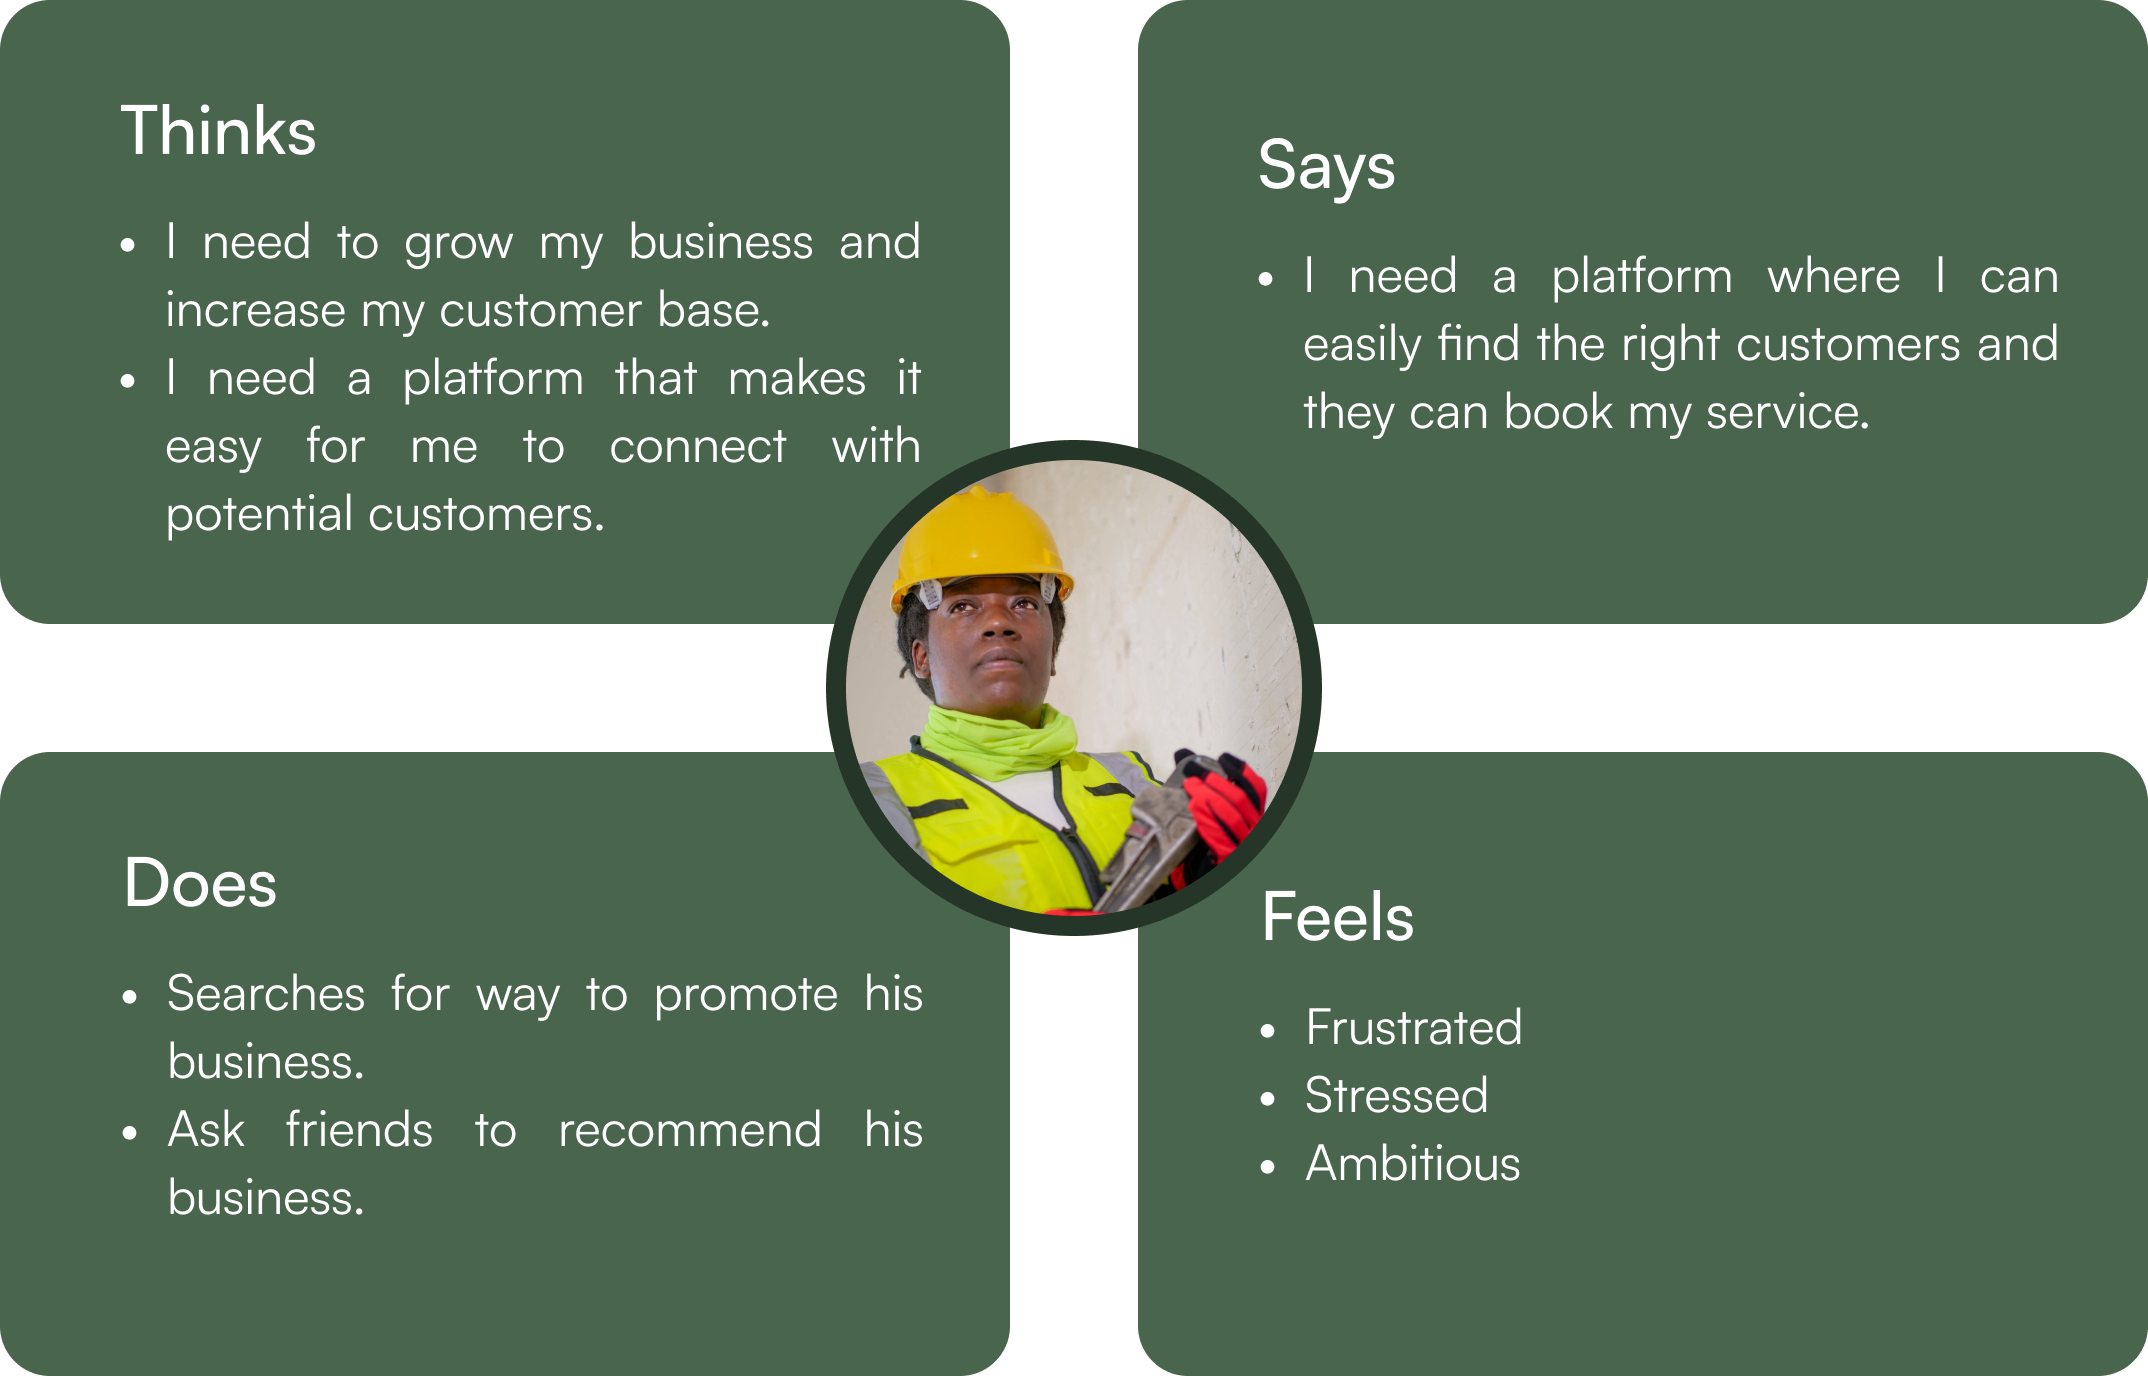 Thinks
• I need to grow my business and
increase my customer base.
• I need a platform that makes it
easy for me to connect with
potential customers.
Says
• I need a platform where I can
easily find the right customers and
they can book my service.
Does
• Searches for way to promote his
business.
• Ask friends to recommend his
business.
Feels
• Frustrated
• Stressed
• Ambitious